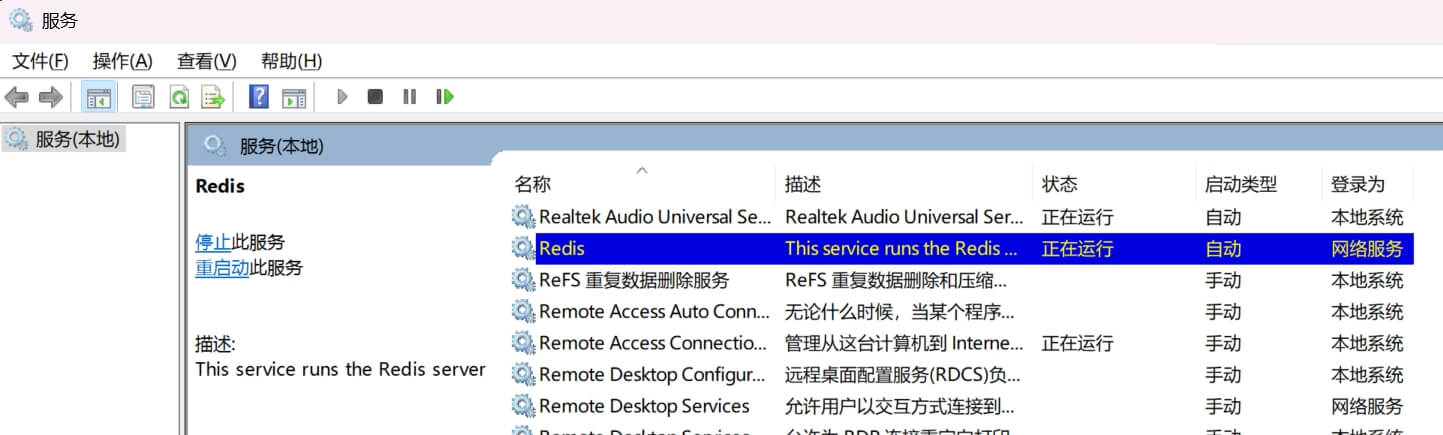 服务
文件(F) 操作(A) 查看(V) 帮助(H)
服务(本地)
服务(本地)
Redis
停止此服务
重启动此服务
描述:
This service runs the Redis server
名称 描述 状态 启动类型 登录为
Realtek Audio Universal Se... Realtek Audio Universal Ser... 正在运行 自动 本地系统
Redis This service runs the Redis ... 正在运行 自动 网络服务
ReFS 重复数据删除服务 ReFS 重复数据删除和压缩... 手动 本地系统
Remote Access Auto Conn... 无论什么时候，当某个程序... 手动 本地系统
Remote Access Connectio... 管理从这台计算机到 Interne... 正在运行 手动 本地系统
Remote Desktop Configur... 远程桌面配置服务(RDCS)负... 手动 本地系统
Remote Desktop Services 允许用户以交互方式连接到... 手动 网络服务
Remote Desktop Services